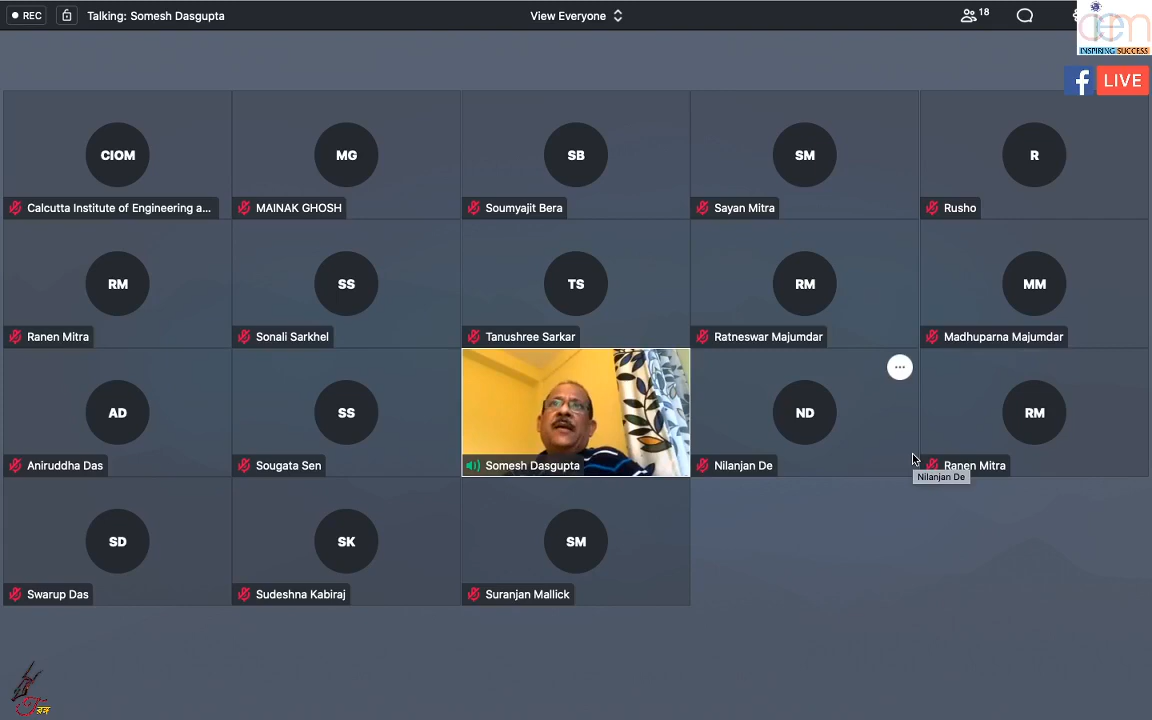 REC
Talking: Somesh Dasgupta
View Everyone
18
INSPIRING SUCCESS
f LIVE
CIOM
MG
SB
SM
R
Calcutta Institute of Engineering a...
MAINAK GHOSH
Soumyajit Bera
Sayan Mitra
Rusho
RM
SS
TS
RM
MM
Ranen Mitra
Sonali Sarkhel
Tanushree Sarkar
Ratneswar Majumdar
Madhuparna Majumdar
AD
SS
ND
RM
Aniruddha Das
Sougata Sen
Somesh Dasgupta
Nilanjan De
Ranen Mitra
Nilanjan De
SD
SK
SM
Swarup Das
Sudeshna Kabiraj
Suranjan Mallick